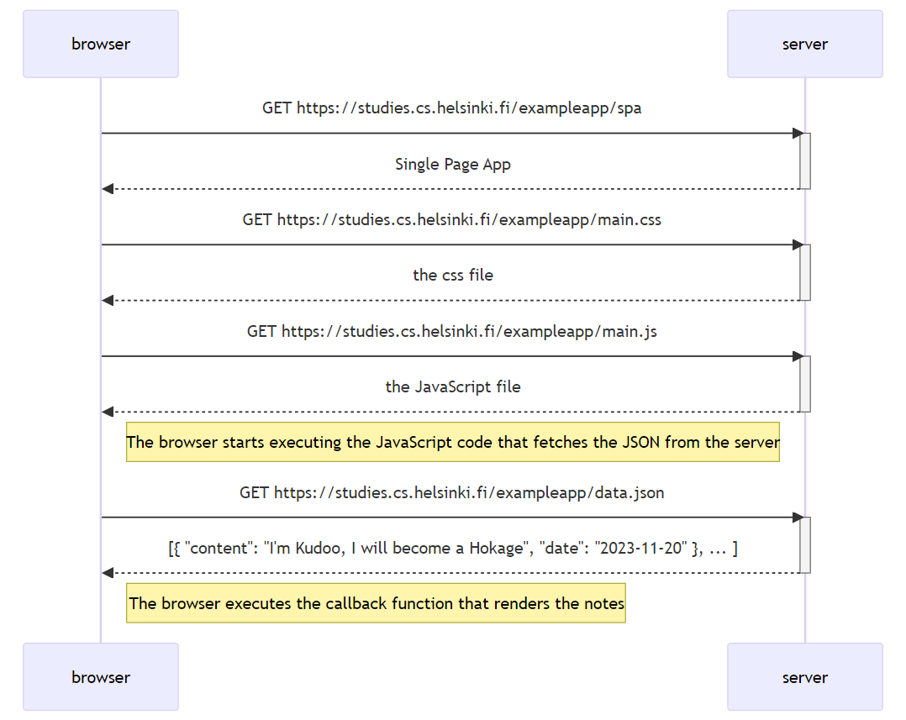 browser
server
GET https://studies.cs.helsinki.fi/exampleapp/spa
Single Page App
GET https://studies.cs.helsinki.fi/exampleapp/main.css
the css file
GET https://studies.cs.helsinki.fi/exampleapp/main.js
the JavaScript file
The browser starts executing the JavaScript code that fetches the JSON from the server
GET https://studies.cs.helsinki.fi/exampleapp/data.json
[{ "content": "I'm Kudoo, I will become a Hokage", "date": "2023-11-20" }, ... ]
The browser executes the callback function that renders the notes
browser
server